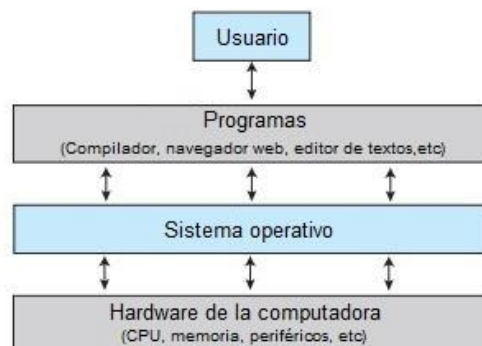 Usuario
Programas
(Compilador, navegador web, editor de textos,etc)
Sistema operativo
Hardware de la computadora
(CPU, memoria, periféricos, etc)